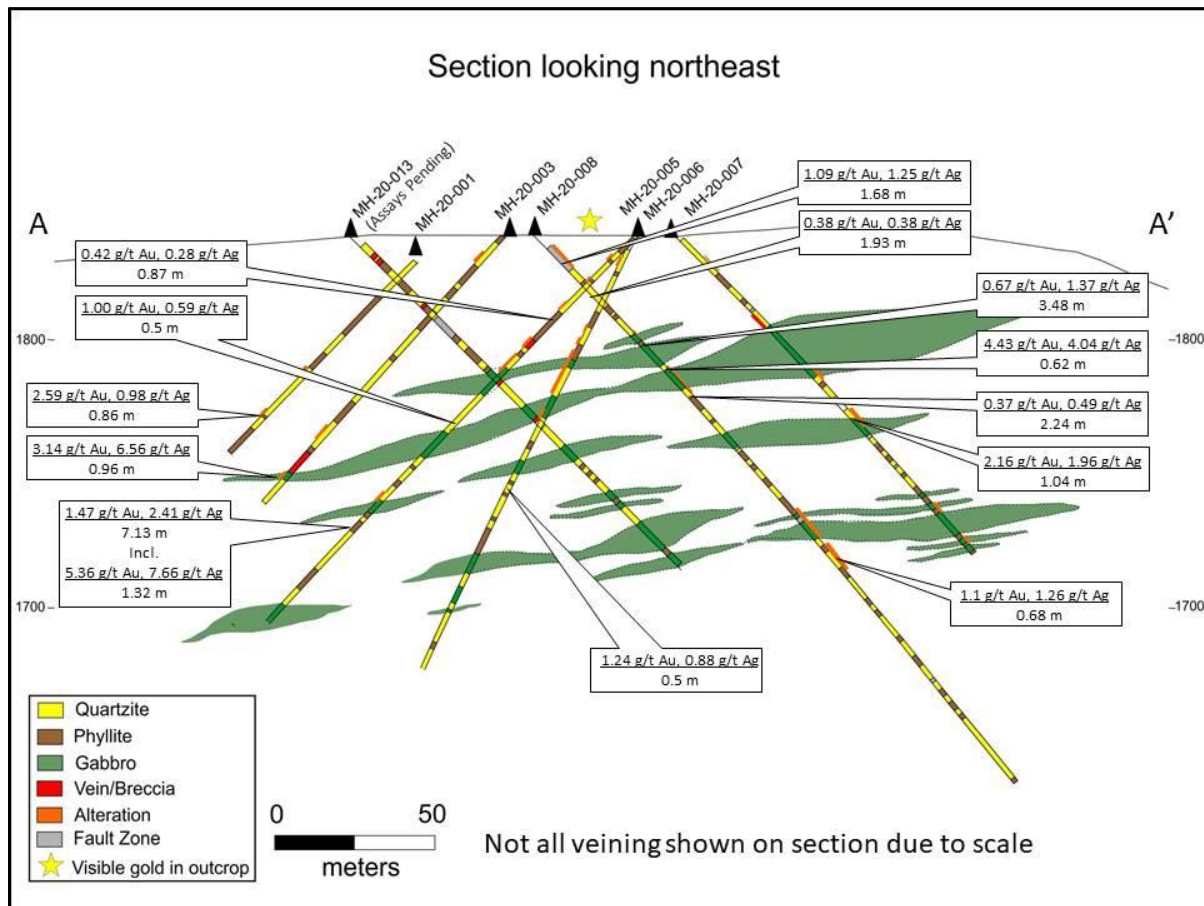 Section looking northeast
MH-20-013
(Assays Pending)
MH-20-001
MH-20-003
MH-20-008
MH-20-005
MH-20-006
MH-20-007
A
A'
1.09 g/t Au, 1.25 g/t Ag
1.68 m
0.38 g/t Au, 0.38 g/t Ag
1.93 m
0.42 g/t Au, 0.28 g/t Ag
0.87 m
0.67 g/t Au, 1.37 g/t Ag
3.48 m
1.00 g/t Au, 0.59 g/t Ag
0.5 m
1800
1800
4.43 g/t Au, 4.04 g/t Ag
0.62 m
2.59 g/t Au, 0.98 g/t Ag
0.86 m
0.37 g/t Au, 0.49 g/t Ag
2.24 m
3.14 g/t Au, 6.56 g/t Ag
0.96 m
2.16 g/t Au, 1.96 g/t Ag
1.04 m
1.47 g/t Au, 2.41 g/t Ag
7.13 m
Incl.
5.36 g/t Au, 7.66 g/t Ag
1.32 m
1700
1700
1.1 g/t Au, 1.26 g/t Ag
0.68 m
1.24 g/t Au, 0.88 g/t Ag
0.5 m
Quartzite
Phyllite
Gabbro
Vein/Breccia
Alteration
Fault Zone
Visible gold in outcrop
0 50
meters
Not all veining shown on section due to scale